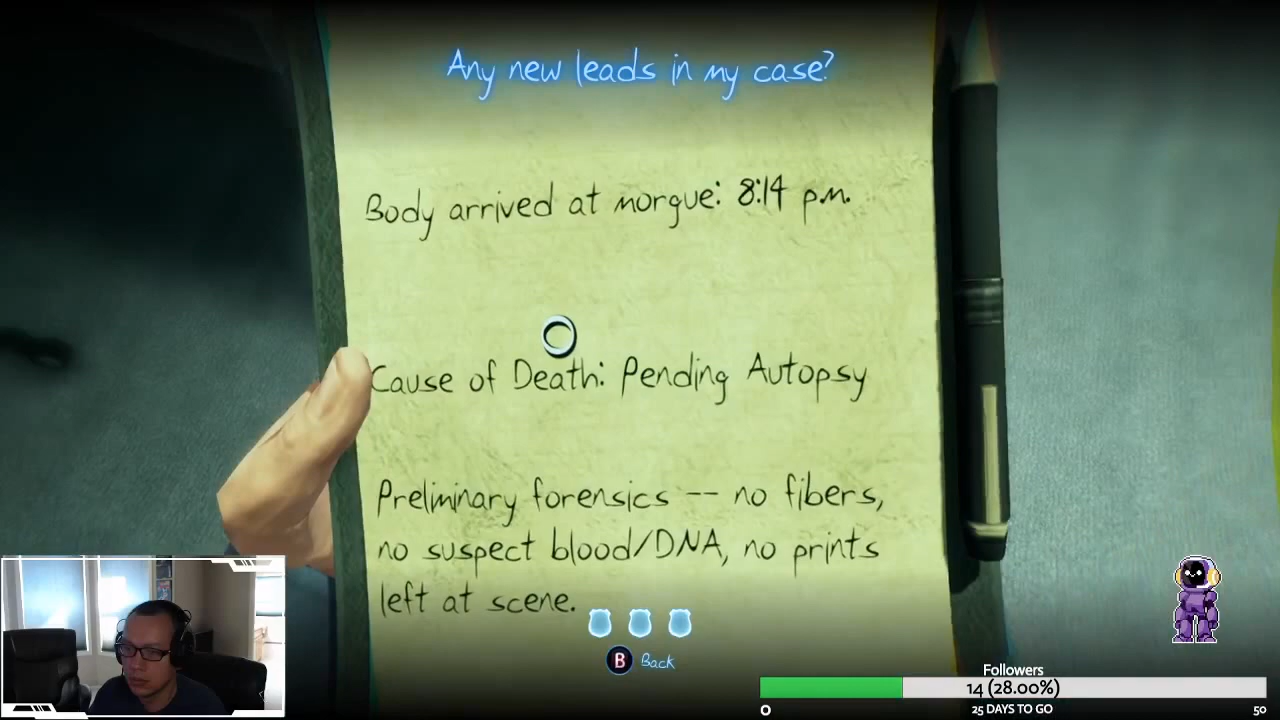 Any new leads in my case?
Body arrived at morgue: 8:14 p.m.
Cause of Death: Pending Autopsy
Preliminary forensics -- no fibers,
no suspect blood/DNA, no prints
left at scene.
B Back
Followers
14 (28.00%)
0 25 DAYS TO GO 50